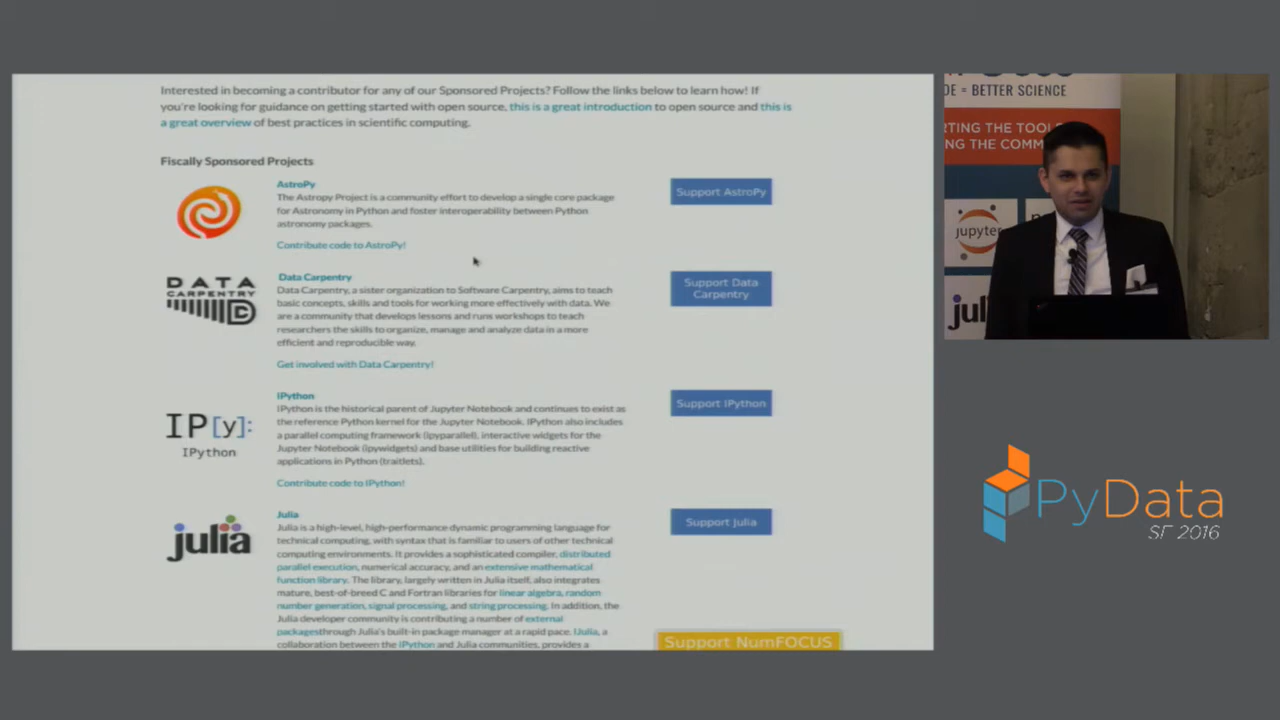 Interested in becoming a contributor for any of our Sponsored Projects? Follow the links below to learn how! If
you're looking for guidance on getting started with open source, this is a great introduction to open source and this is
a great overview of best practices in scientific computing.
Fiscally Sponsored Projects
AstroPy
The Astropy Project is a community effort to develop a single core package
for Astronomy in Python and foster interoperability between Python
astronomy packages.
Contribute code to AstroPy!
Support AstroPy
DATA
CARPENTRY
Data Carpentry
Data Carpentry, a sister organization to Software Carpentry, aims to teach
basic concepts, skills and tools for working more effectively with data. We
are a community that develops lessons and runs workshops to teach
researchers the skills to organize, manage and analyze data in a more
efficient and reproducible way.
Get involved with Data Carpentry!
Support Data
Carpentry
IP[y]:
IPython
IPython
IPython is the historical parent of Jupyter Notebook and continues to exist as
the reference Python kernel for the Jupyter Notebook. IPython also includes
a parallel computing framework (ipyparallel), interactive widgets for the
Jupyter Notebook (ipywidgets) and base utilities for building reactive
applications in Python (traitlets).
Contribute code to IPython!
Support IPython
julia
Julia
Julia is a high-level, high-performance dynamic programming language for
technical computing, with syntax that is familiar to users of other technical
computing environments. It provides a sophisticated compiler, distributed
parallel execution, numerical accuracy, and an extensive mathematical
function library. The library, largely written in Julia itself, also integrates
mature, best-of-breed C and Fortran libraries for linear algebra, random
number generation, signal processing, and string processing. In addition, the
Julia developer community is contributing a number of external
packagesthrough Julia's built-in package manager at a rapid pace. IJulia, a
collaboration between the IPython and Julia communities, provides a
Support Julia
Support NumFOCUS
DE = BETTER SCIENCE
RTING THE TOOL
NG THE COMM
jupyter
jul
PyData
SF 2016